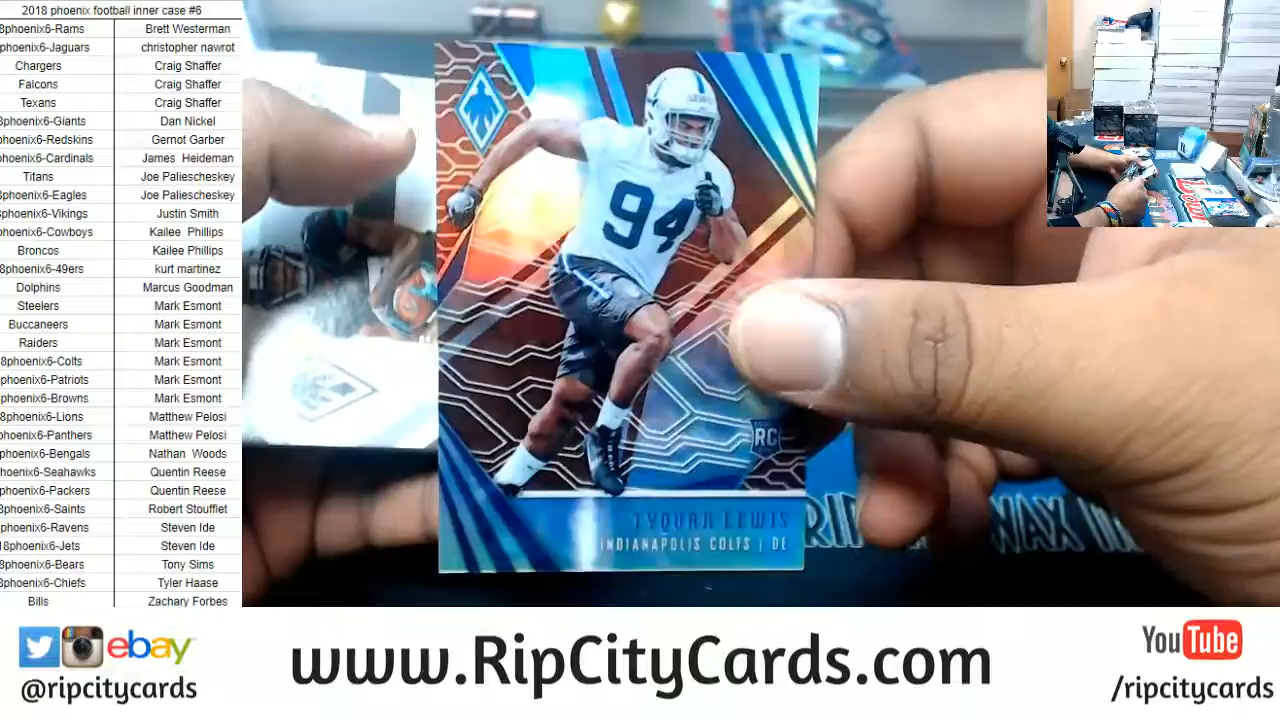 2018 phoenix football inner case #6
8phoenix6-Rams Brett Westerman
phoenix6-Jaguars christopher nawrot
Chargers Craig Shaffer
Falcons Craig Shaffer
Texans Craig Shaffer
8phoenix6-Giants Dan Nickel
phoenix6-Redskins Gernot Garber
phoenix6-Cardinals James Heideman
Titans Joe Paliescheskey
8phoenix6-Eagles Joe Paliescheskey
phoenix6-Vikings Justin Smith
phoenix6-Cowboys Kailee Phillips
Broncos Kailee Phillips
8phoenix6-49ers kurt martinez
Dolphins Marcus Goodman
Steelers Mark Esmont
Buccaneers Mark Esmont
Raiders Mark Esmont
8phoenix6-Colts Mark Esmont
phoenix6-Patriots Mark Esmont
phoenix6-Browns Mark Esmont
8phoenix6-Lions Matthew Pelosi
phoenix6-Panthers Matthew Pelosi
phoenix6-Bengals Nathan Woods
hoenix6-Seahawks Quentin Reese
phoenix6-Packers Quentin Reese
8phoenix6-Saints Robert Stoufflet
phoenix6-Ravens Steven Ide
18phoenix6-Jets Steven Ide
8phoenix6-Bears Tony Sims
8phoenix6-Chiefs Tyler Haase
Bills Zachary Forbes
LEWIS
94
RC
TYQUAN LEWIS
INDIANAPOLIS COLTS | DE
RIP WAX
ebay
@ripcitycards
www.RipCityCards.com
YouTube
/ripcitycards